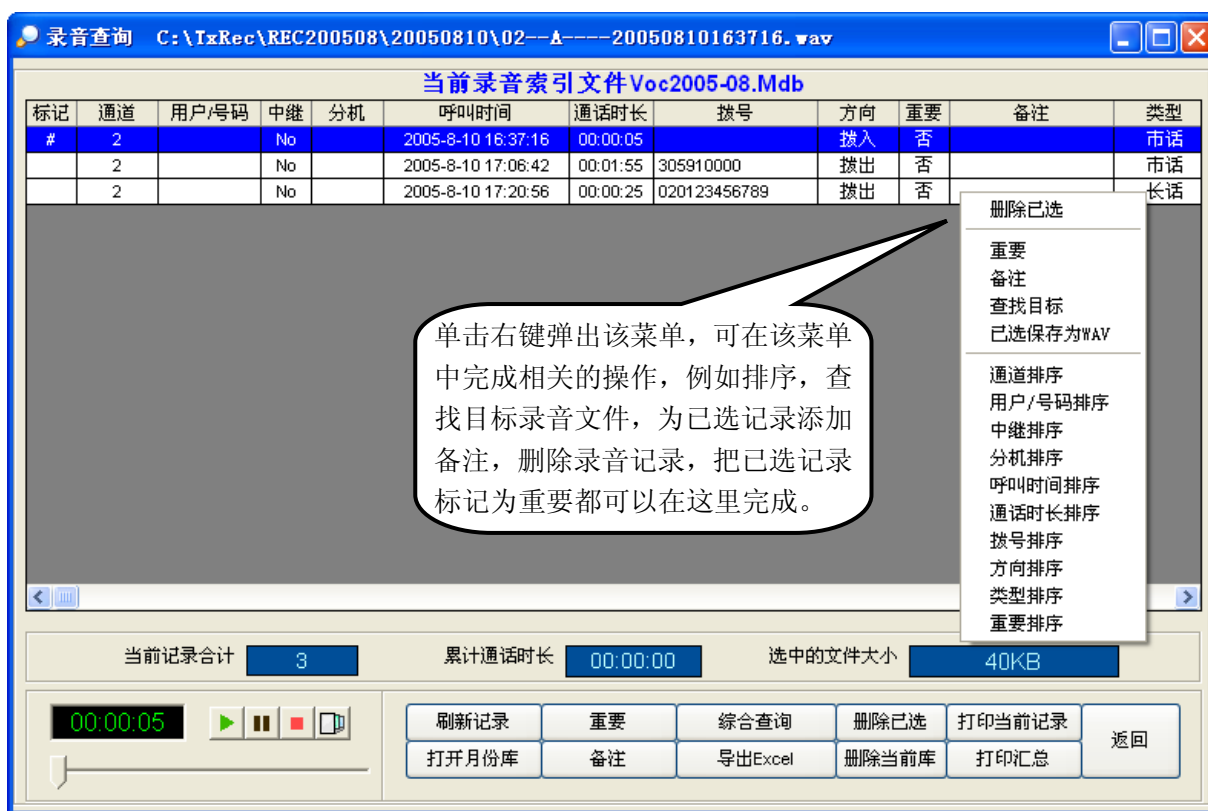 录音查询 C:\TxRec\REC200508\20050810\02--A----20050810163716.wav
当前录音索引文件Voc2005-08.Mdb
标记 通道 用户/号码 中继 分机 呼叫时间 通话时长 拨号 方向 重要 备注 类型
# 2 No 2005-8-10 16:37:16 00:00:05 拨入 否 市话
2 No 2005-8-10 17:06:42 00:01:55 305910000 拨出 否 市话
2 No 2005-8-10 17:20:56 00:00:25 020123456789 拨出 否 长话
删除已选
重要
备注
查找目标
已选保存为WAV
通道排序
用户/号码排序
中继排序
分机排序
呼叫时间排序
通话时长排序
拨号排序
方向排序
类型排序
重要排序
单击右键弹出该菜单，可在该菜单
中完成相关的操作，例如排序，查
找目标录音文件，为已选记录添加
备注，删除录音记录，把已选记录
标记为重要都可以在这里完成。
当前记录合计 3 累计通话时长 00:00:00 选中的文件大小 40KB
00:00:05
刷新记录 重要 综合查询 删除已选 打印当前记录 返回
打开月份库 备注 导出Excel 删除当前库 打印汇总